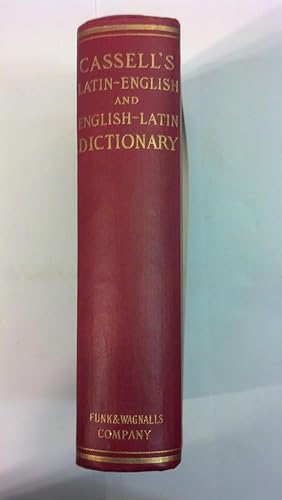 CASSELL'S
LATIN-ENGLISH
AND
ENGLISH-LATIN
DICTIONARY
FUNK & WAGNALLS
COMPANY